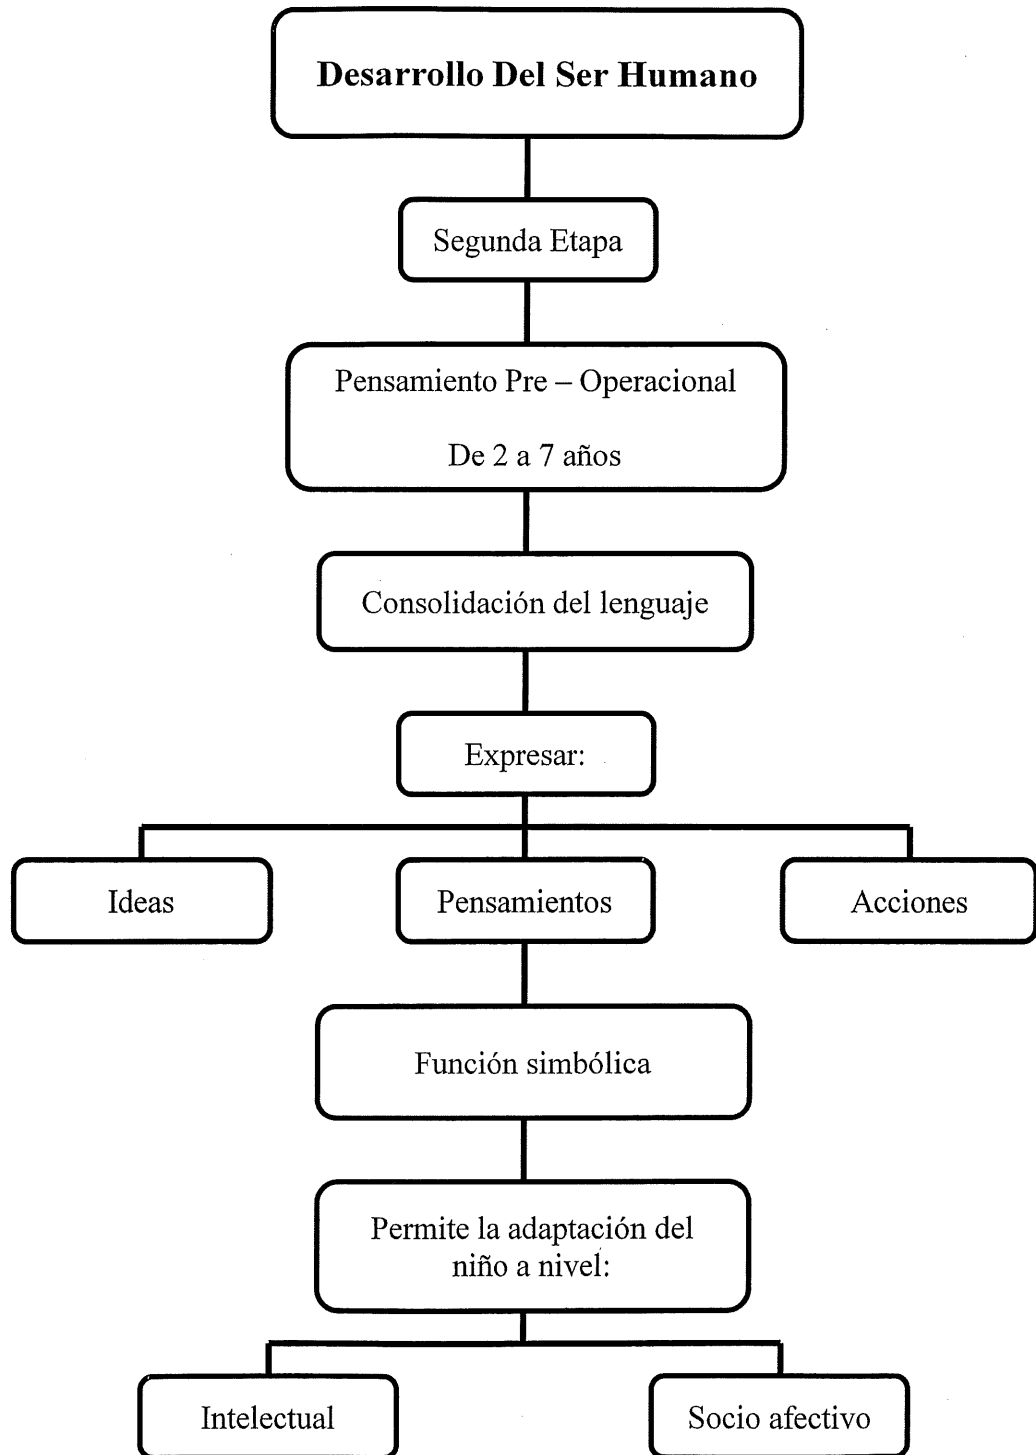 Desarrollo Del Ser Humano
Segunda Etapa
Pensamiento Pre – Operacional
De 2 a 7 años
Consolidación del lenguaje
Expresar:
Ideas
Pensamientos
Acciones
Función simbólica
Permite la adaptación del
niño a nivel:
Intelectual
Socio afectivo